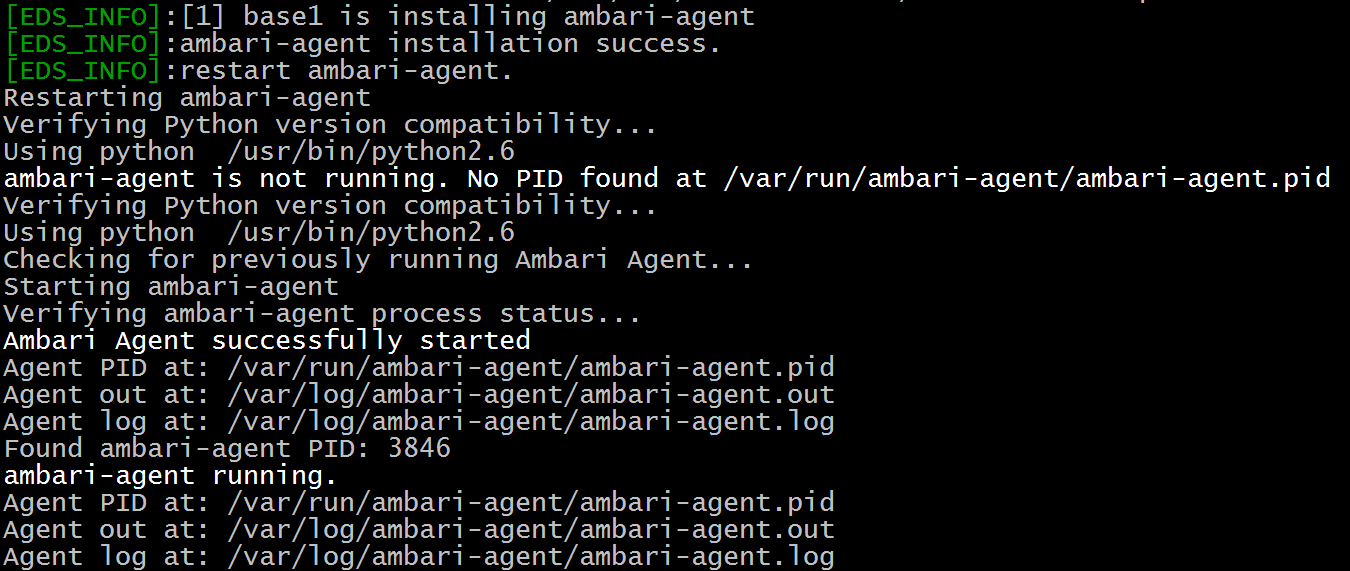 [EDS_INFO]:[1] base1 is installing ambari-agent
[EDS_INFO]:ambari-agent installation success.
[EDS_INFO]:restart ambari-agent.
Restarting ambari-agent
Verifying Python version compatibility...
Using python  /usr/bin/python2.6
ambari-agent is not running. No PID found at /var/run/ambari-agent/ambari-agent.pid
Verifying Python version compatibility...
Using python  /usr/bin/python2.6
Checking for previously running Ambari Agent...
Starting ambari-agent
Verifying ambari-agent process status...
Ambari Agent successfully started
Agent PID at: /var/run/ambari-agent/ambari-agent.pid
Agent out at: /var/log/ambari-agent/ambari-agent.out
Agent log at: /var/log/ambari-agent/ambari-agent.log
Found ambari-agent PID: 3846
ambari-agent running.
Agent PID at: /var/run/ambari-agent/ambari-agent.pid
Agent out at: /var/log/ambari-agent/ambari-agent.out
Agent log at: /var/log/ambari-agent/ambari-agent.log